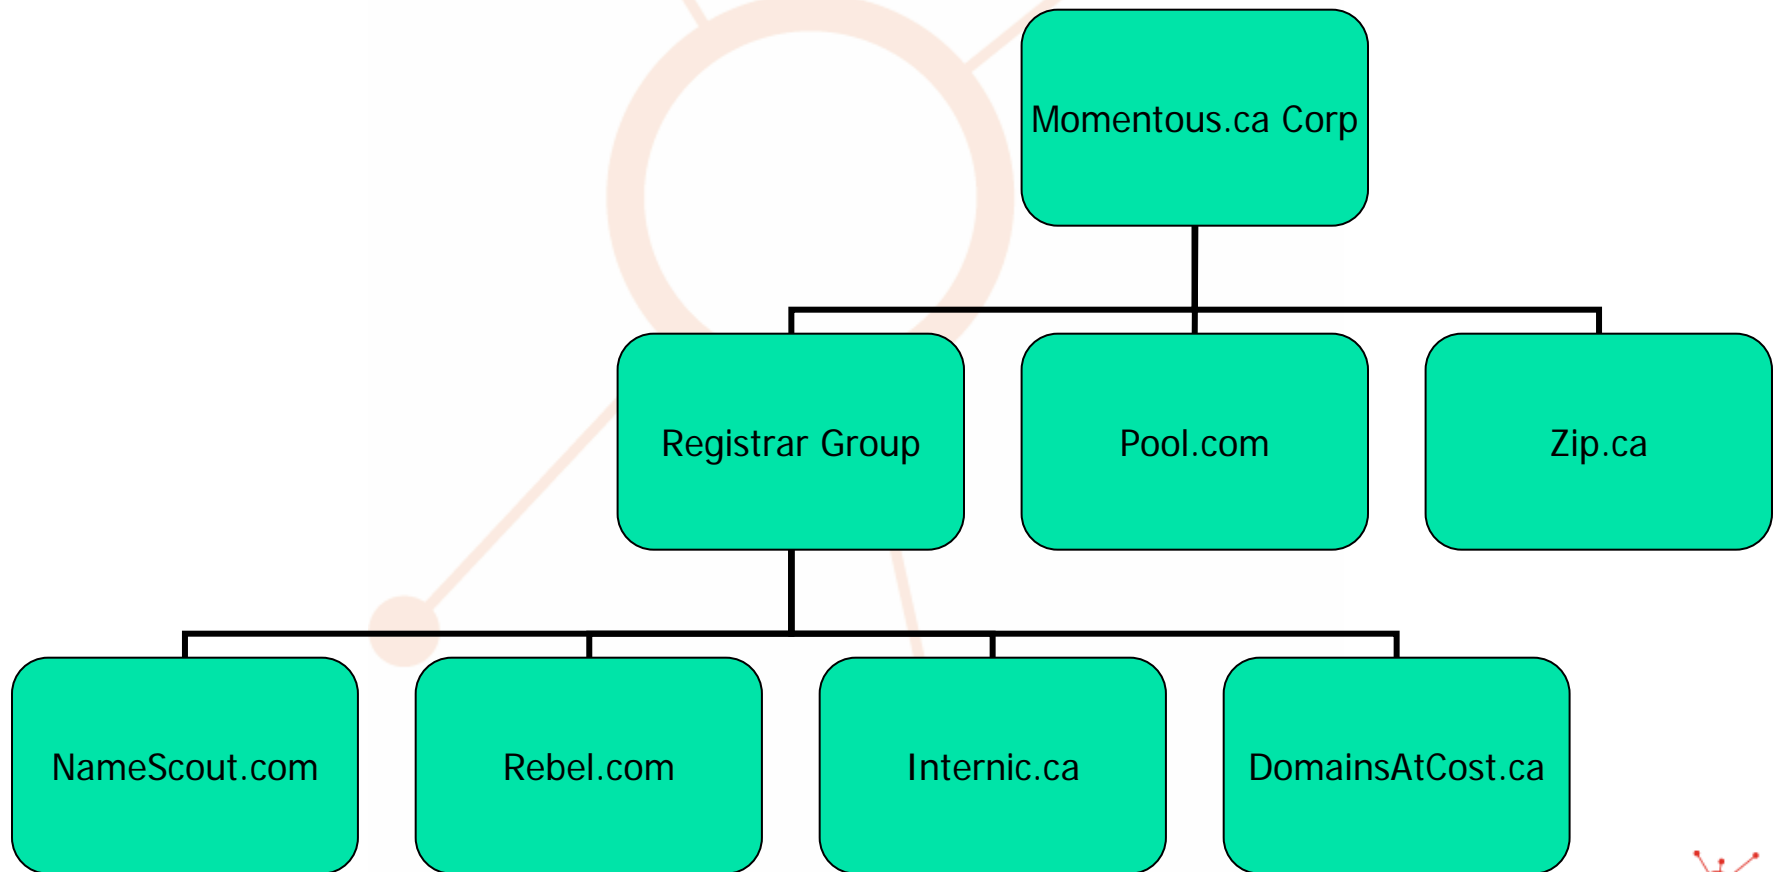 Momentous.ca Corp
Registrar Group
Pool.com
Zip.ca
NameScout.com
Rebel.com
Internic.ca
DomainsAtCost.ca